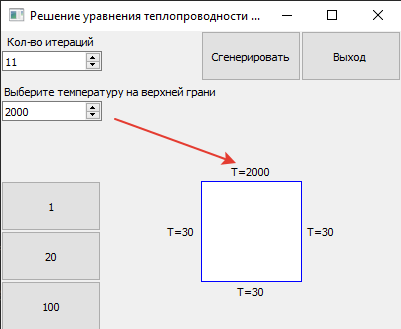 Решение уравнения теплопроводности ...
Кол-во итераций
11
Сгенерировать
Выход
Выберите температуру на верхней грани
2000
T=2000
1
T=30
T=30
20
T=30
100